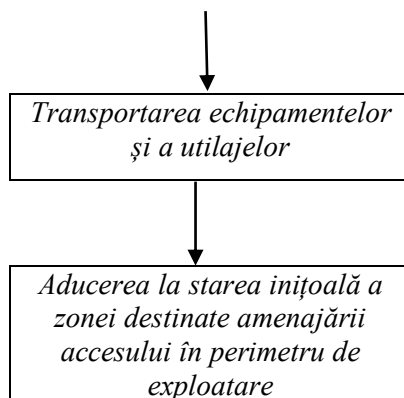 Transportarea echipamentelor
și a utilajelor
Aducerea la starea inițoală a
zonei destinate amenajării
accesului în perimetru de
exploatare